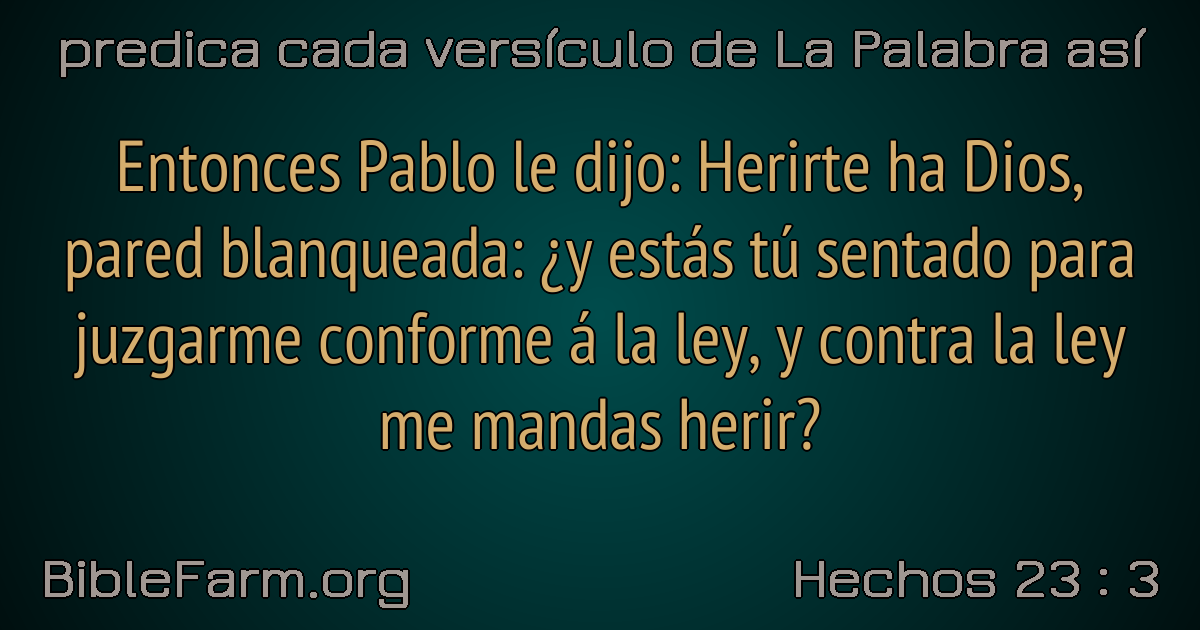 predica cada versículo de La Palabra así
Entonces Pablo le dijo: Herirte ha Dios,
pared blanqueada: ¿y estás tú sentado para
juzgarme conforme á la ley, y contra la ley
me mandas herir?
BibleFarm.org
Hechos 23 : 3